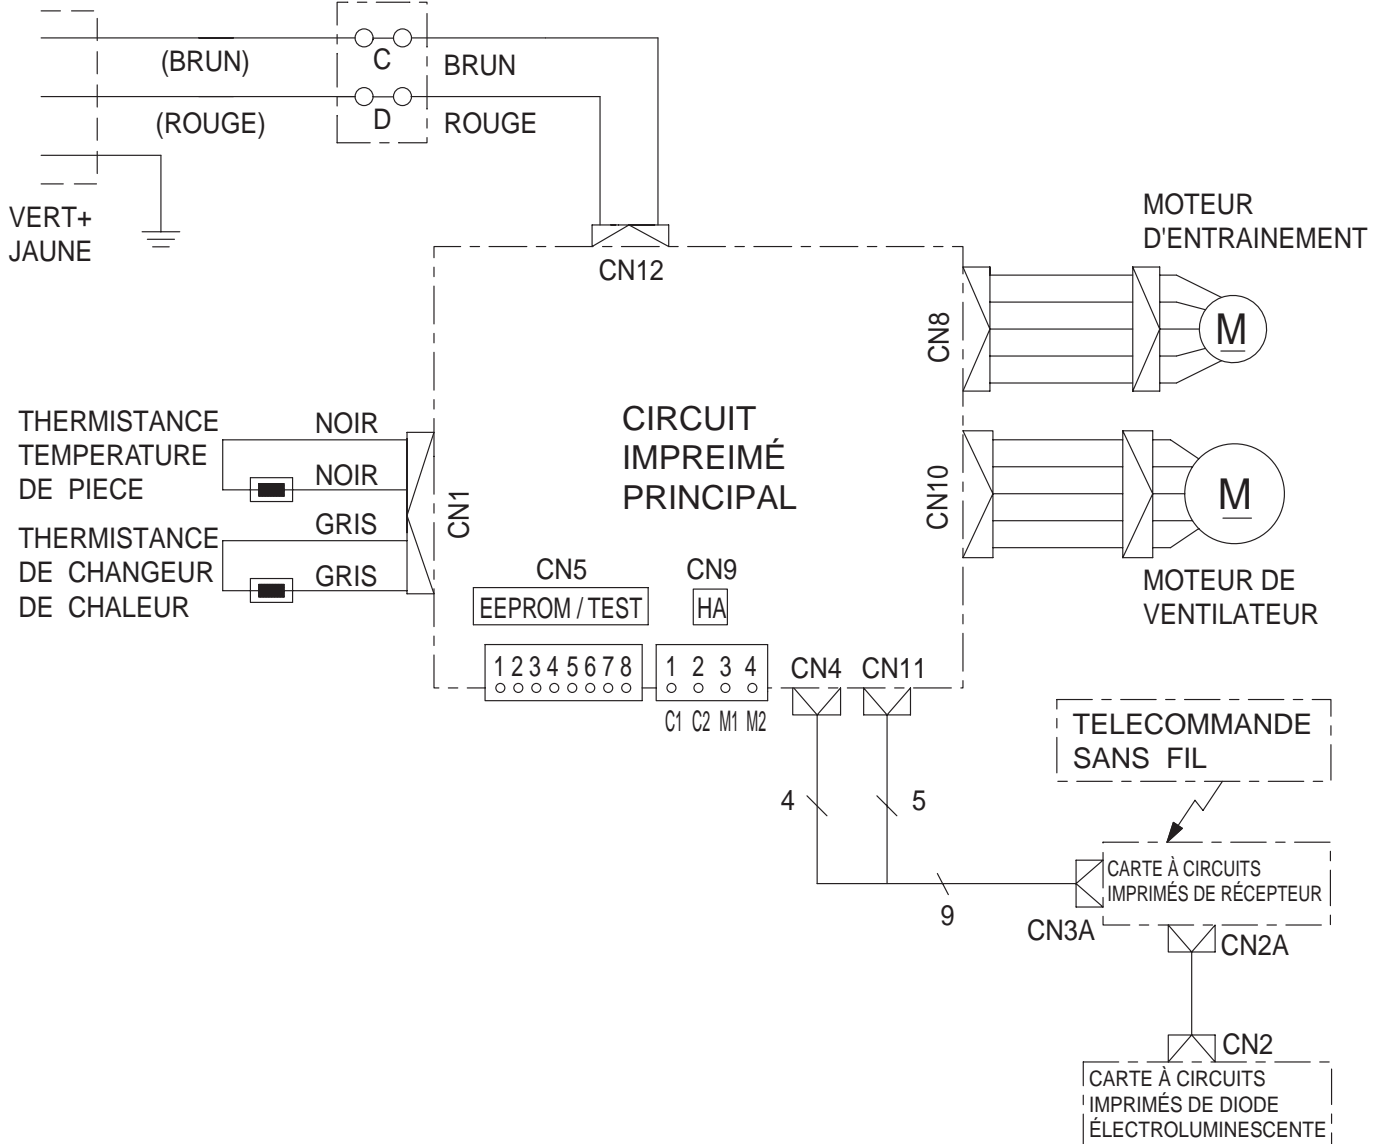 (BRUN)
C
BRUN
(ROUGE)
D
ROUGE
VERT+
JAUNE
CN12
MOTEUR
D'ENTRAINEMENT
CN8
M
THERMISTANCE
TEMPERATURE
DE PIECE
NOIR
NOIR
THERMISTANCE
DE CHANGEUR
DE CHALEUR
GRIS
GRIS
CN1
CIRCUIT
IMPREIMÉ
PRINCIPAL
CN10
M
MOTEUR DE
VENTILATEUR
CN5
EEPROM / TEST
CN9
HA
1 2 3 4 5 6 7 8
1 2 3 4
C1 C2 M1 M2
CN4
CN11
4
5
9
TELECOMMANDE
SANS FIL
CARTE À CIRCUITS
IMPRIMÉS DE RÉCEPTEUR
CN3A
CN2A
CN2
CARTE À CIRCUITS
IMPRIMÉS DE DIODE
ÉLECTROLUMINESCENTE